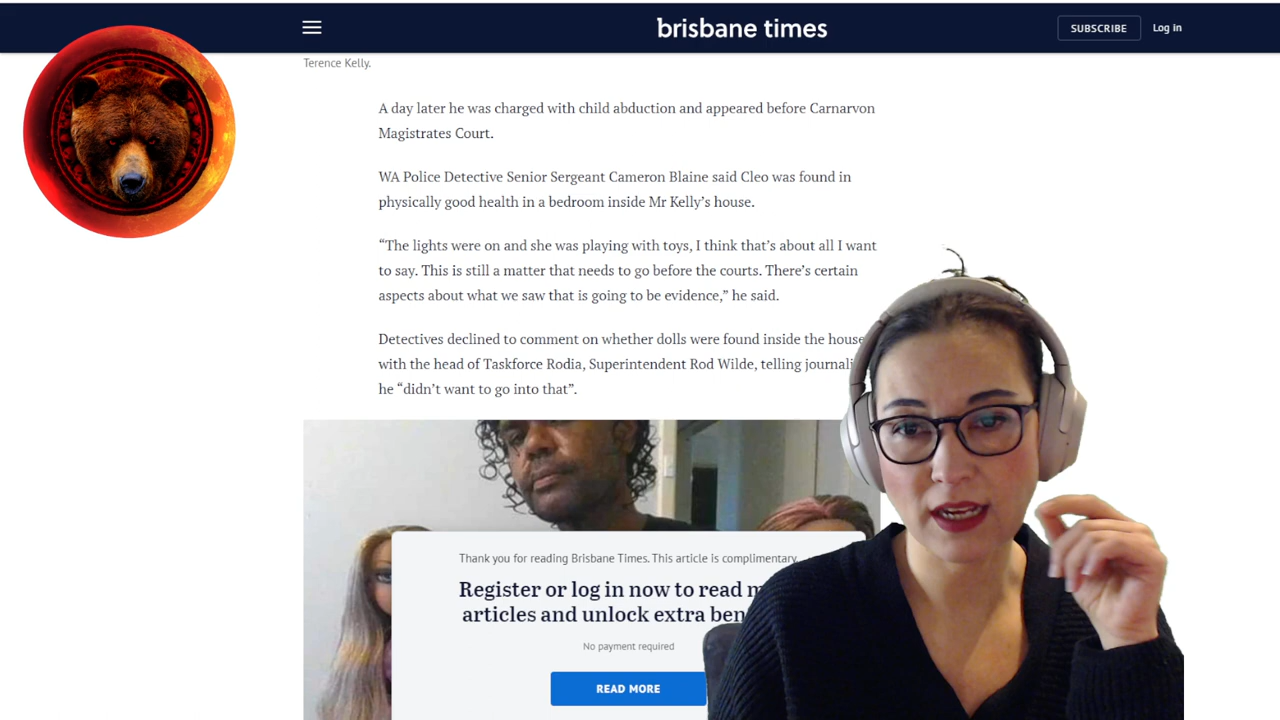 brisbane times
SUBSCRIBE
Log in
Terence Kelly.
A day later he was charged with child abduction and appeared before Carnarvon
Magistrates Court.
WA Police Detective Senior Sergeant Cameron Blaine said Cleo was found in
physically good health in a bedroom inside Mr Kelly’s house.
“The lights were on and she was playing with toys, I think that’s about all I want
to say. This is still a matter that needs to go before the courts. There’s certain
aspects about what we saw that is going to be evidence,” he said.
Detectives declined to comment on whether dolls were found inside the house
with the head of Taskforce Rodia, Superintendent Rod Wilde, telling
he “didn’t want to go into that”.
Thank you for reading Brisbane Times. This article is complimentary.
Register or log in now to read
articles and unlock extra
No payment required
READ MORE